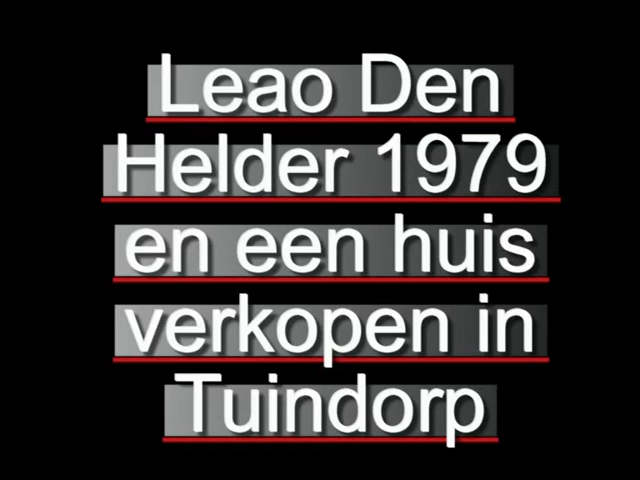 Leao Den
Helder 1979
en een huis
verkopen in
Tuindorp